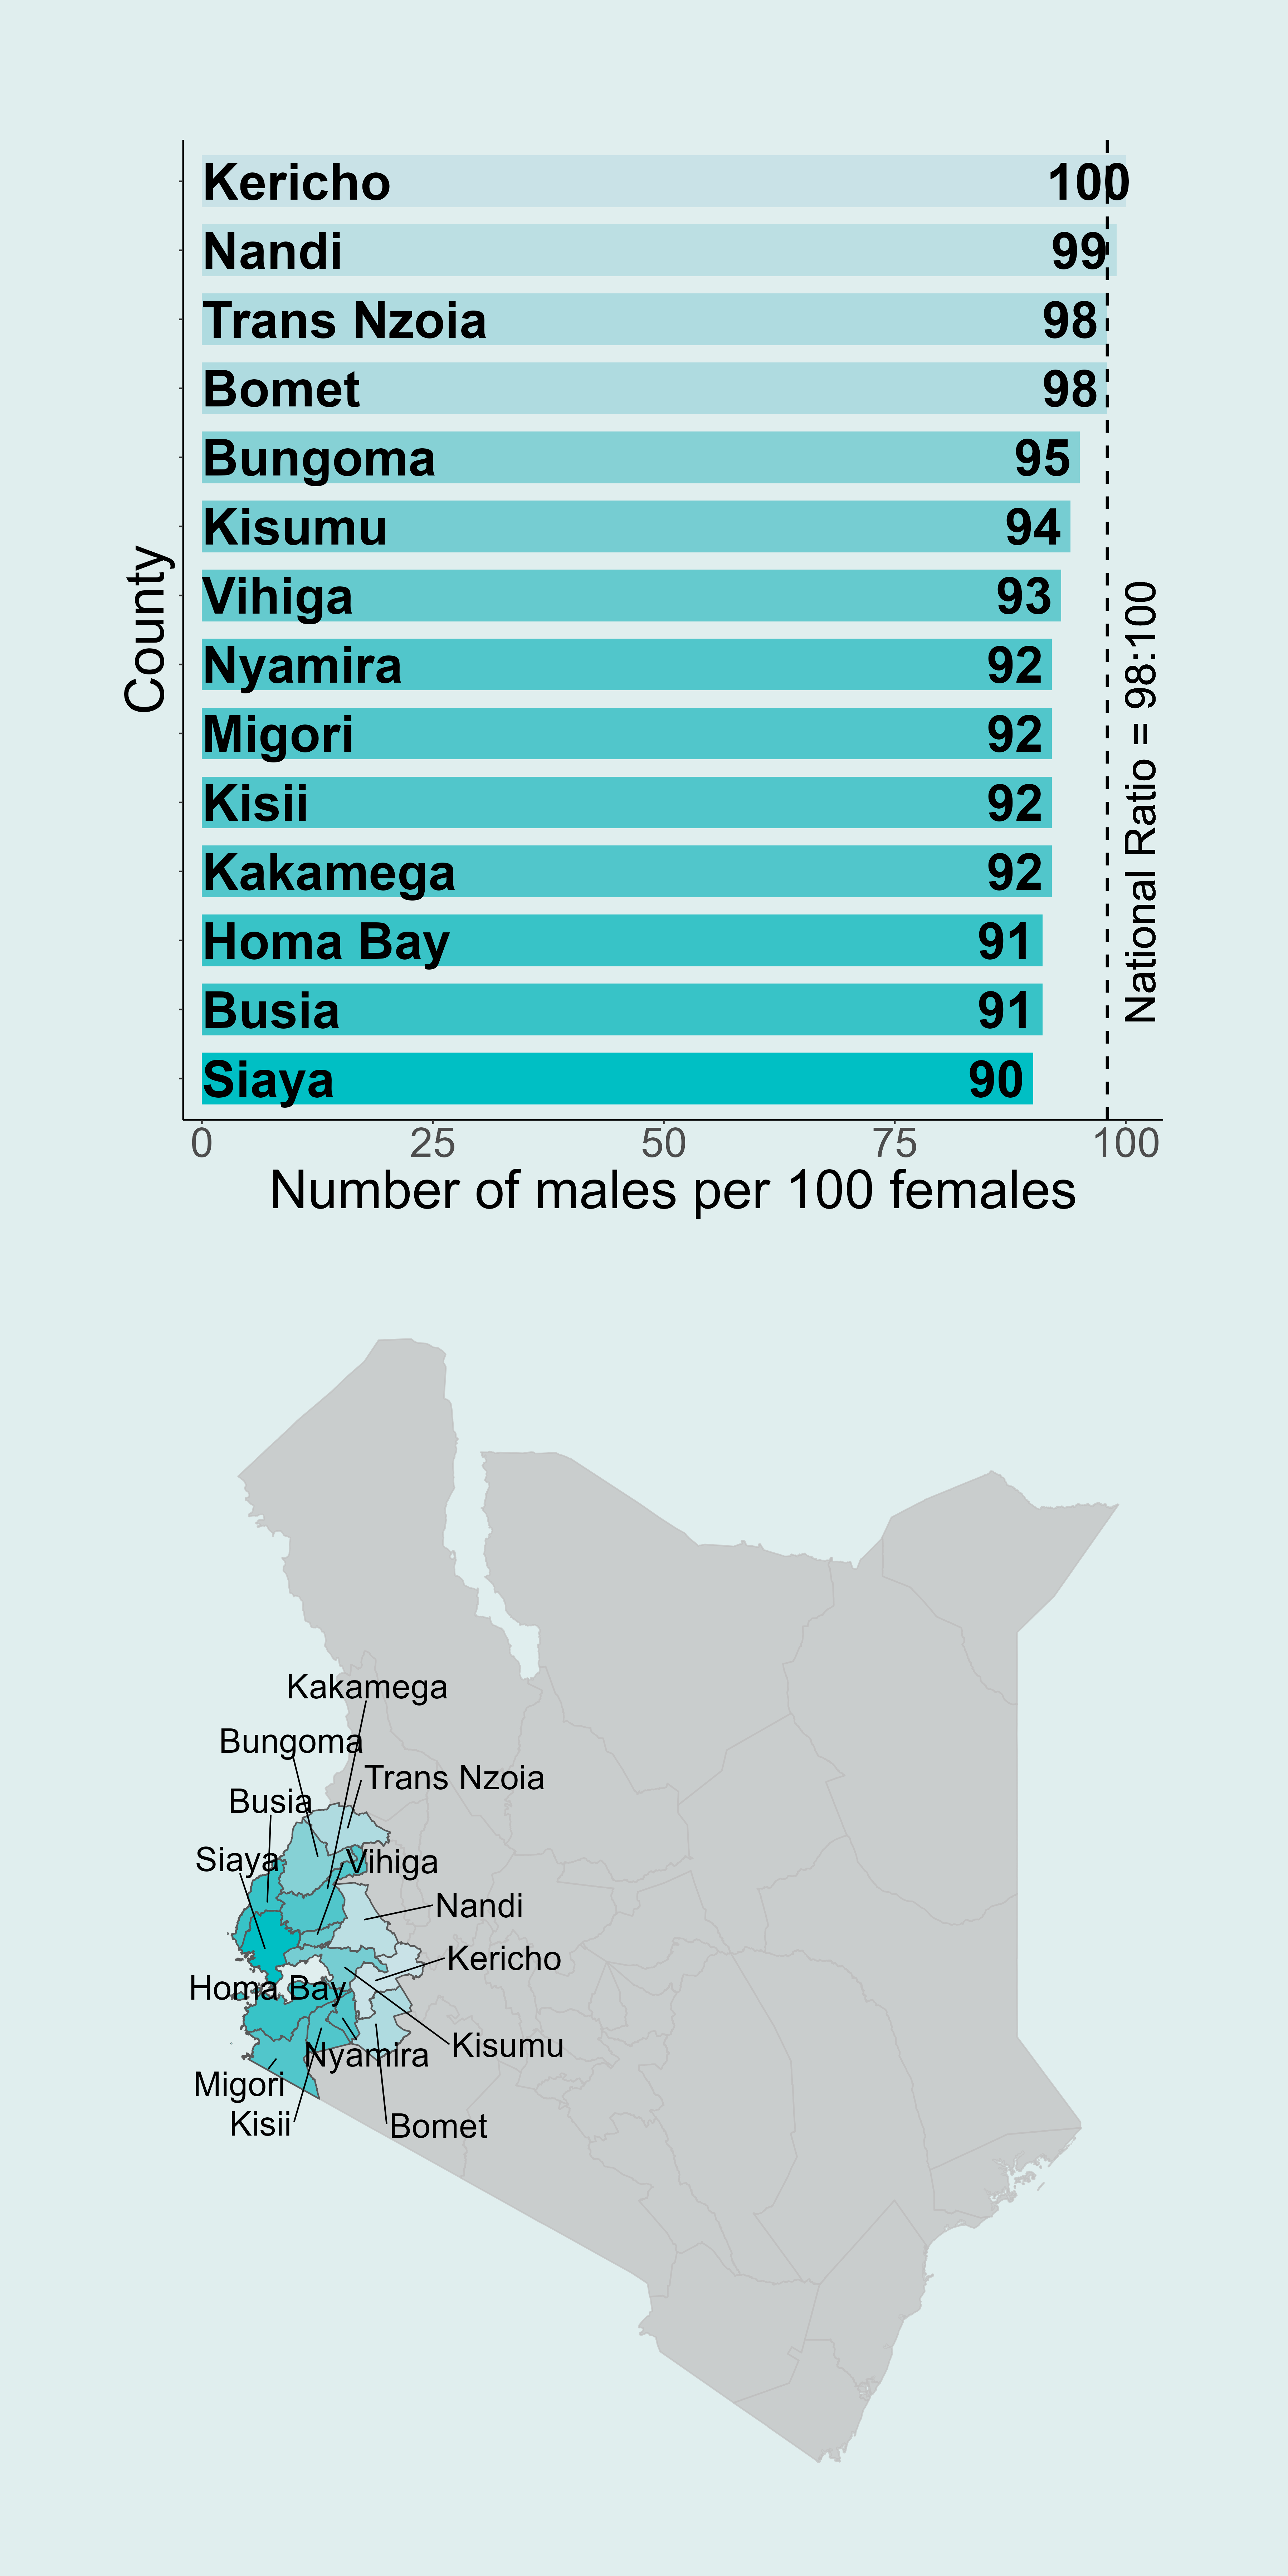 Kericho 100
Nandi 99
Trans Nzoia 98
Bomet 98
Bungoma 95
Kisumu 94
Vihiga 93
Nyamira 92
Migori 92
Kisii 92
Kakamega 92
Homa Bay 91
Busia 91
Siaya 90
County
National Ratio = 98:100
0 25 50 75 100
Number of males per 100 females
Kakamega
Bungoma
Trans Nzoia
Busia
Siaya
Vihiga
Nandi
Kericho
Homa Bay
Kisumu
Nyamira
Migori
Kisii
Bomet